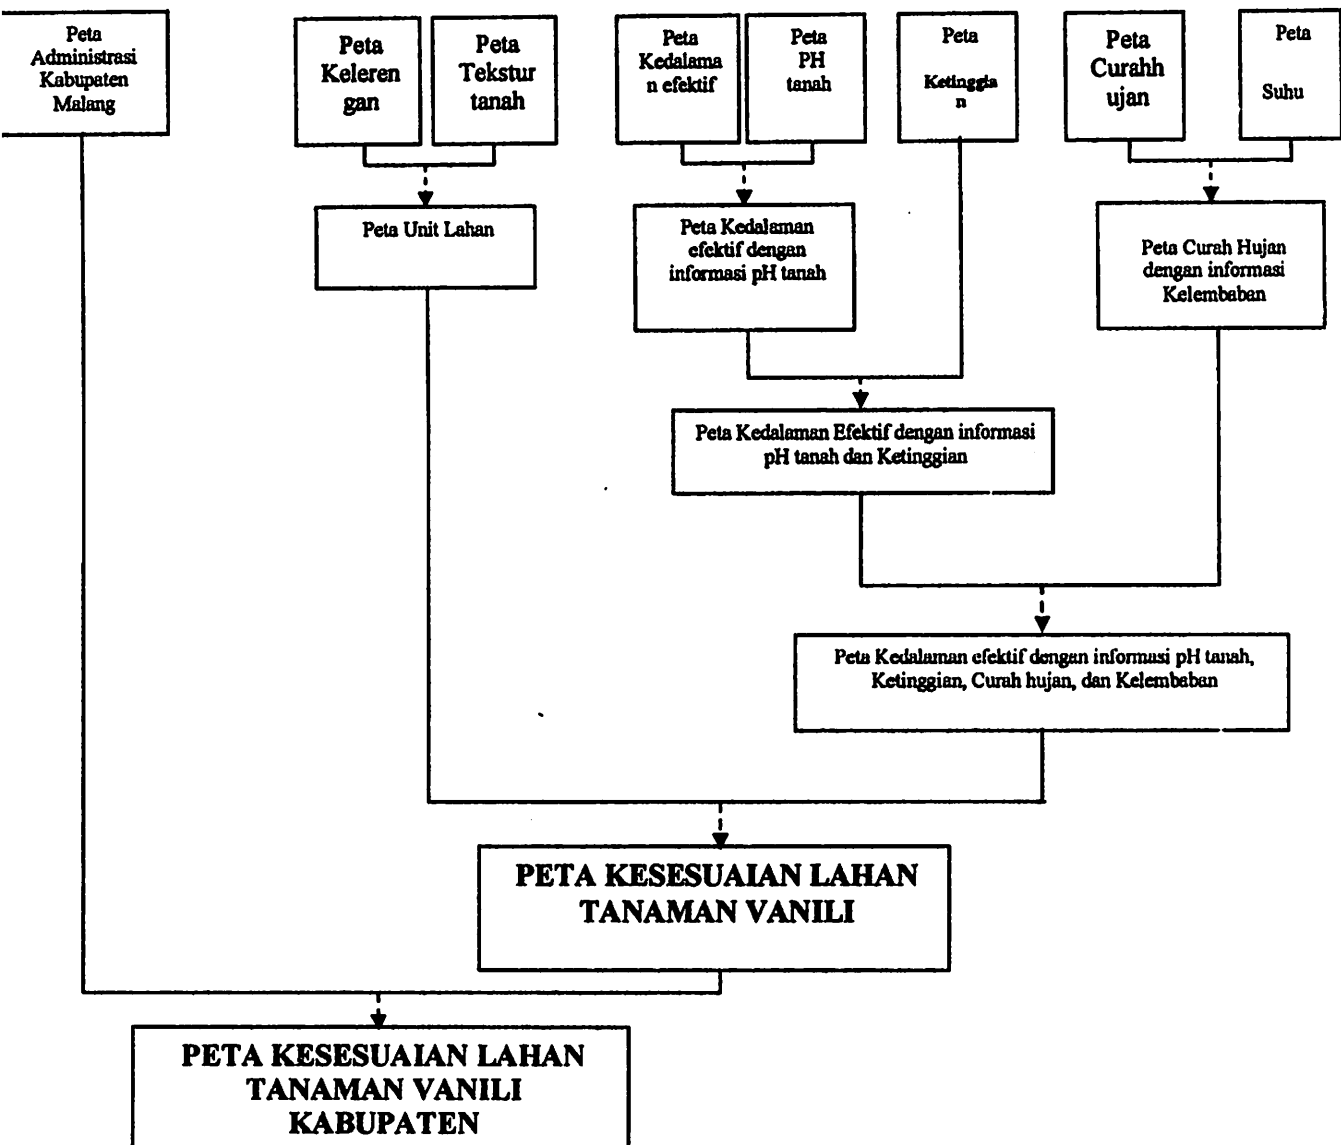 Peta
Administrasi
Kabupaten
Malang
Peta
Keleren
gan
Peta
Tekstur
tanah
Peta
Kedalama
n efektif
Peta
PH
tanah
Peta
Ketinggia
n
Peta
Curahh
ujan
Peta
Suhu
Peta Unit Lahan
Peta Kedalaman
efektif dengan
informasi pH tanah
Peta Curah Hujan
dengan informasi
Kelembaban
Peta Kedalaman Efektif dengan informasi
pH tanah dan Ketinggian
Peta Kedalaman efektif dengan informasi pH tanah,
Ketinggian, Curah hujan, dan Kelembaban
PETA KESESUAIAN LAHAN
TANAMAN VANILI
PETA KESESUAIAN LAHAN
TANAMAN VANILI
KABUPATEN